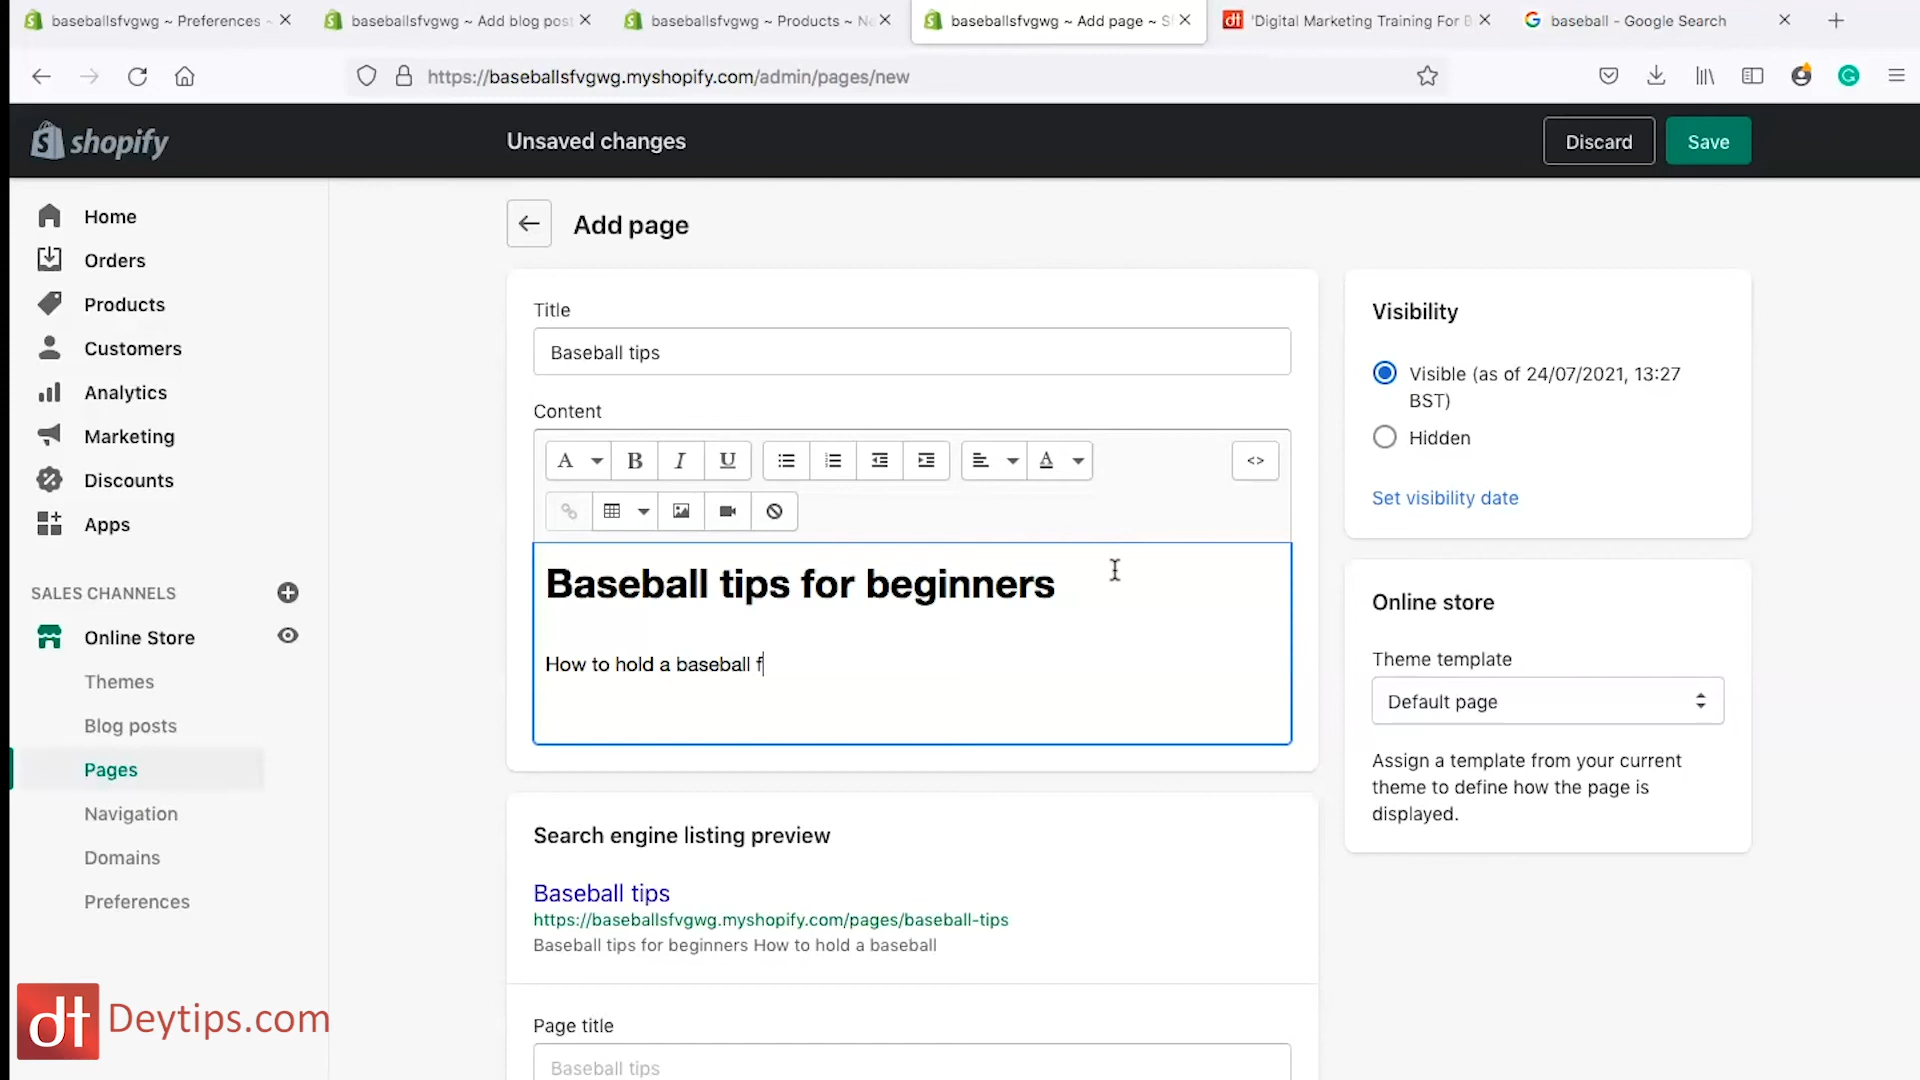 baseballsfvgwg ~ Preferences ~
baseballsfvgwg ~ Add blog post
baseballsfvgwg ~ Products ~ Ne
baseballsfvgwg ~ Add page ~ S
dt 'Digital Marketing Training For B
baseball - Google Search
https://baseballsfvgwg.myshopify.com/admin/pages/new
shopify
Unsaved changes
Discard
Save
Home
Orders
Products
Customers
Analytics
Marketing
Discounts
Apps
SALES CHANNELS
Online Store
Themes
Blog posts
Pages
Navigation
Domains
Preferences
Add page
Title
Baseball tips
Content
A B I U A <>
Baseball tips for beginners
How to hold a baseball f
Search engine listing preview
Baseball tips
https://baseballsfvgwg.myshopify.com/pages/baseball-tips
Baseball tips for beginners How to hold a baseball
Page title
Baseball tips
Visibility
Visible (as of 24/07/2021, 13:27
BST)
Hidden
Set visibility date
Online store
Theme template
Default page
Assign a template from your current
theme to define how the page is
displayed.
dt Deytips.com